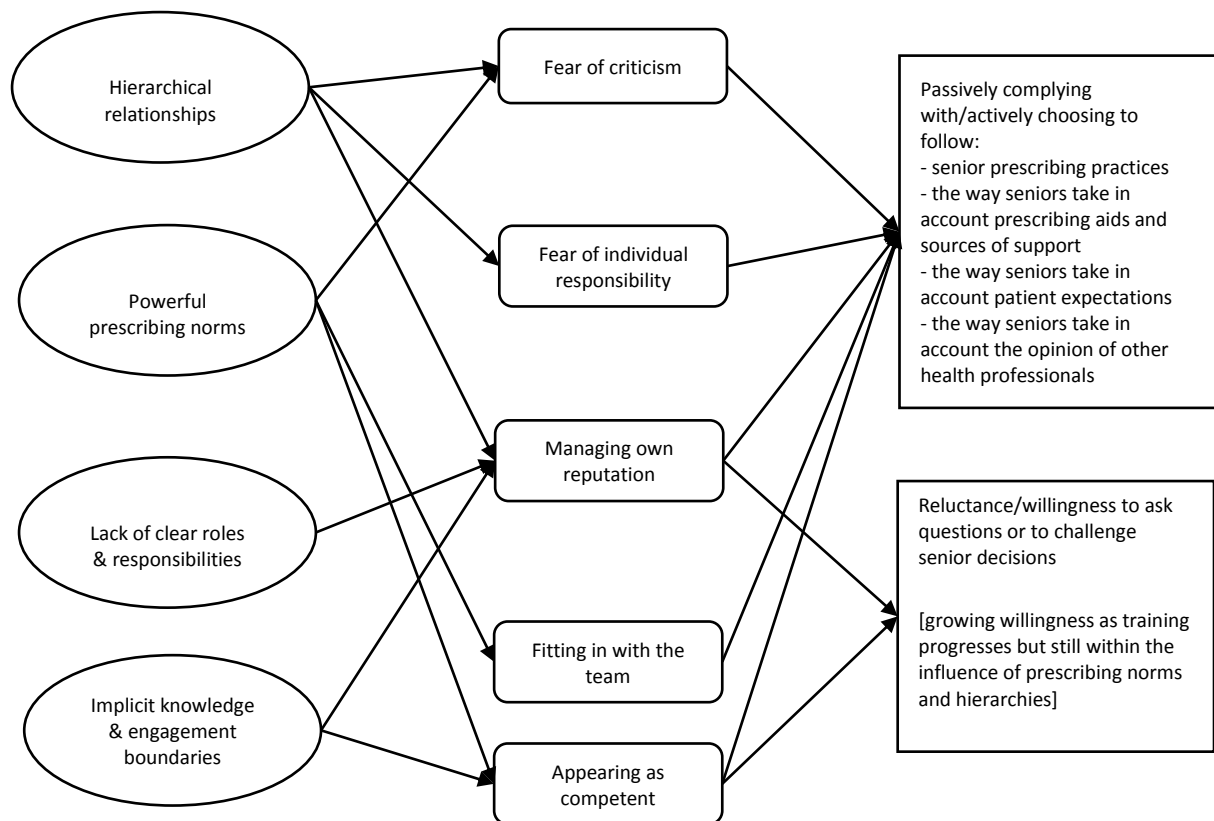 Hierarchical
relationships
Powerful
prescribing norms
Lack of clear roles
& responsibilities
Implicit knowledge
& engagement
boundaries
Fear of criticism
Fear of individual
responsibility
Managing own
reputation
Fitting in with the
team
Appearing as
competent
Passively complying
with/actively choosing to
follow:
- senior prescribing practices
- the way seniors take in
account prescribing aids and
sources of support
- the way seniors take in
account patient expectations
- the way seniors take in
account the opinion of other
health professionals
Reluctance/willingness to ask
questions or to challenge
senior decisions
[growing willingness as training
progresses but still within the
influence of prescribing norms
and hierarchies]